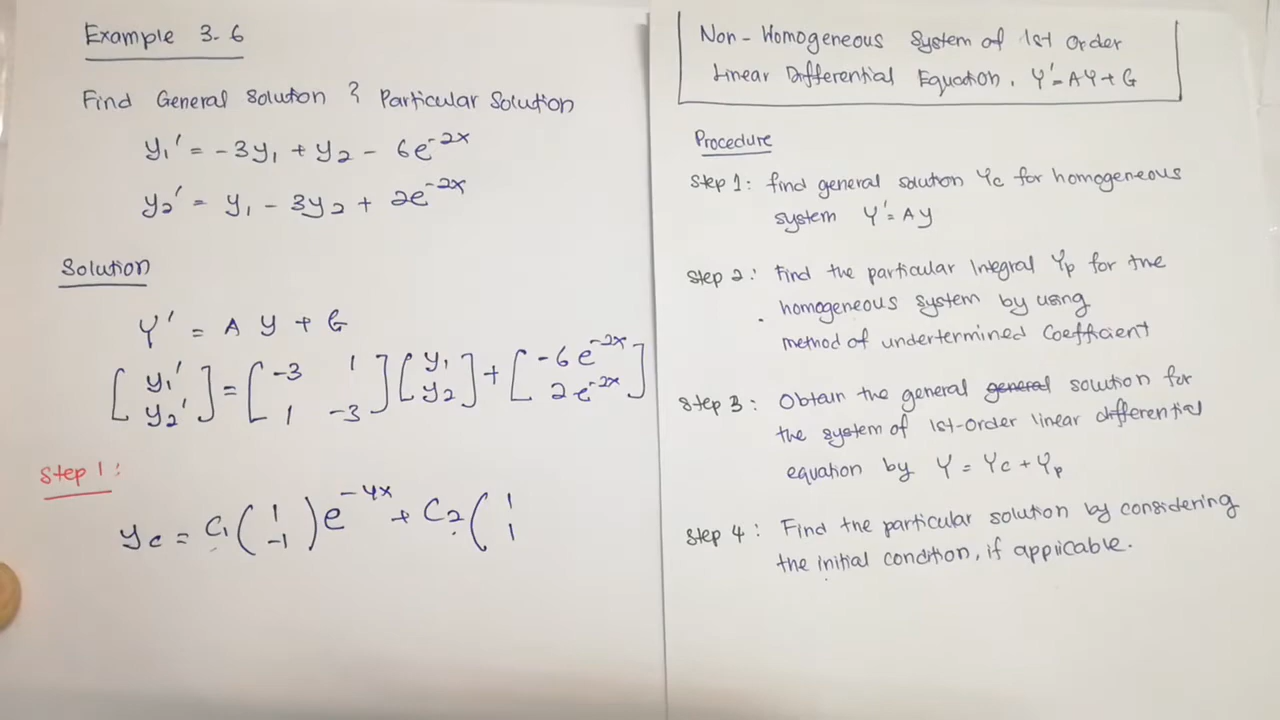 Example 3.6
Find General Solution & Particular Solution
y₁' = -3y₁ + y₂ - 6e^-2x
y₂' = y₁ - 3y₂ + 2e^-2x
Solution
Y' = A Y + G
[y₁' y₂'] = [-3 1 1 -3] [y₁ y₂] + [-6e^-2x 2e^-2x]
Step 1:
Yc = C₁ (1 -1) e^-4x + C₂ (1 1
Non-Homogeneous System of 1st Order
Linear Differential Equation, Y' = AY + G
Procedure
Step 1: find general solution Yc for homogeneous
system Y' = AY
Step 2: Find the particular Integral Yp for the
homogeneous system by using
method of undertermined Coefficient
Step 3: Obtain the general general solution for
the system of 1st-order linear differential
equation by Y = Yc + Yp
Step 4: Find the particular solution by considering
the initial condition, if applicable.